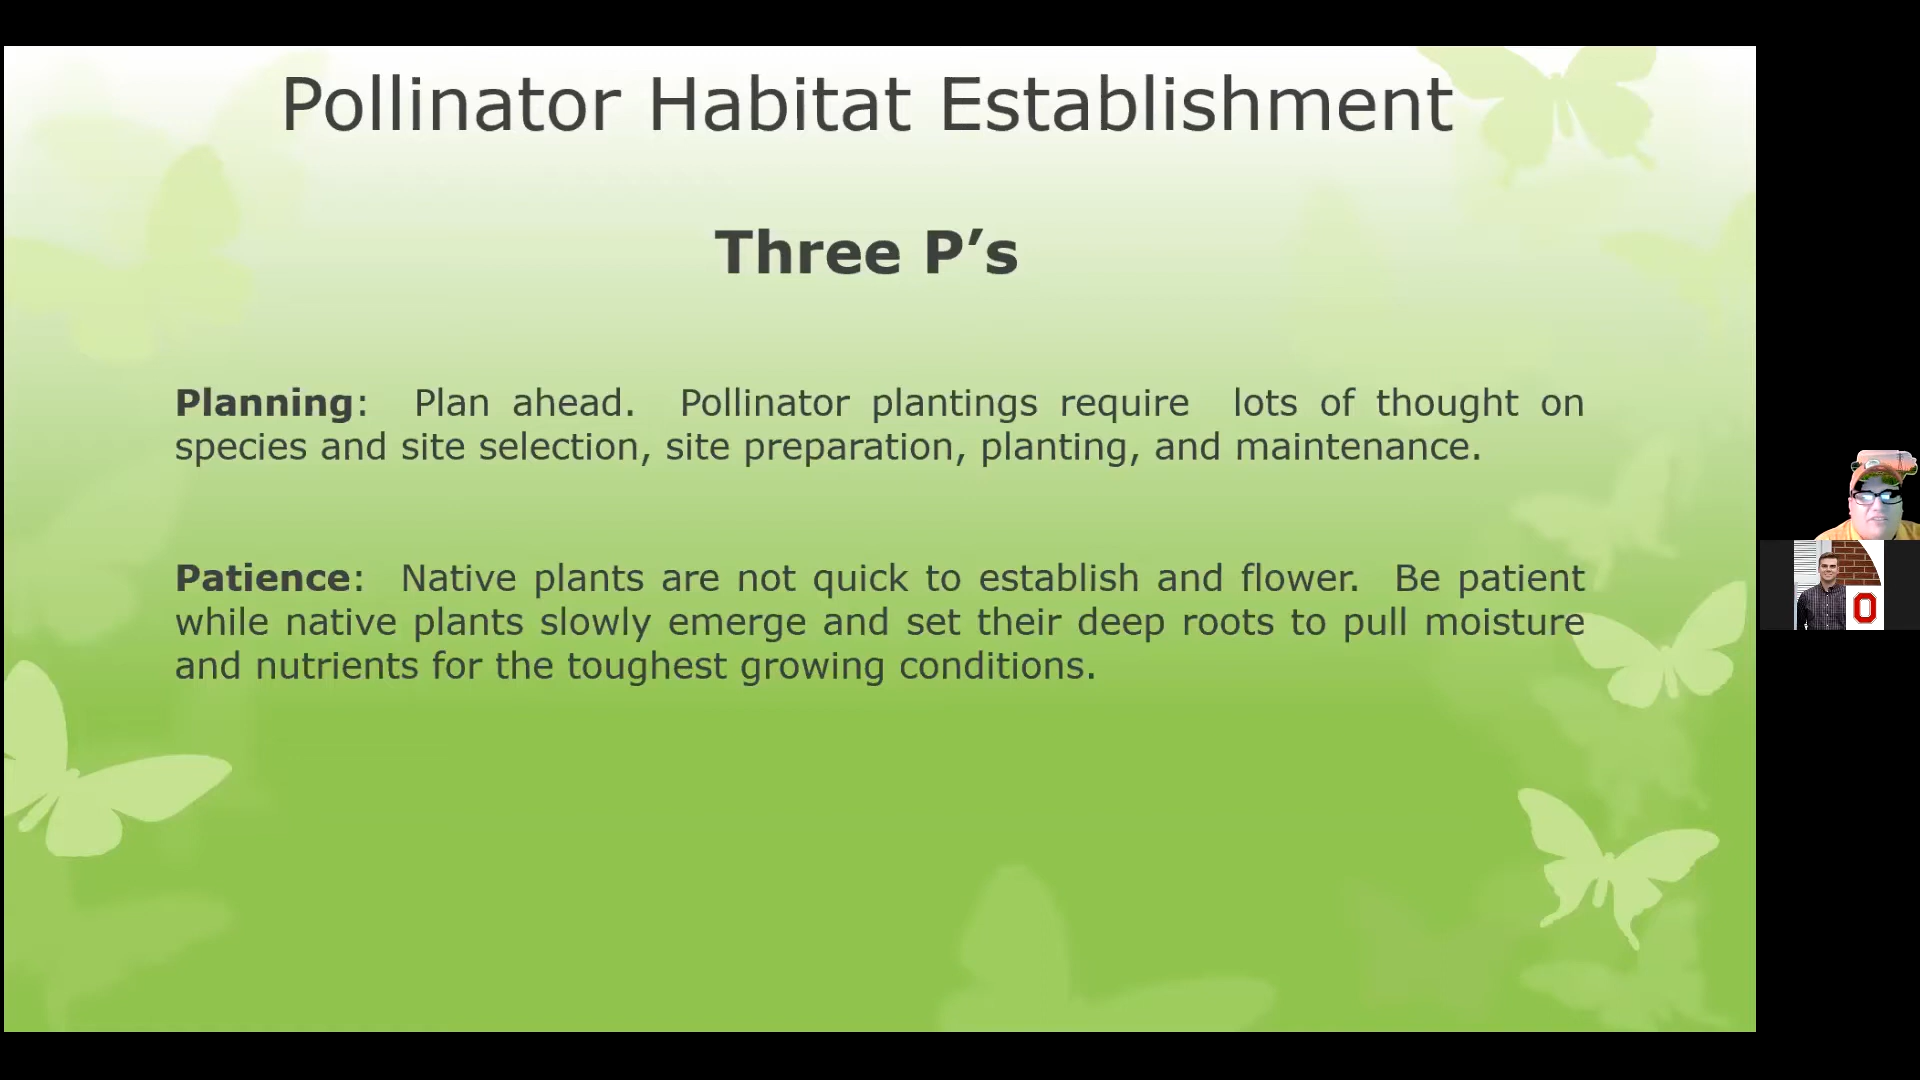 Pollinator Habitat Establishment
Three P’s
Planning:  Plan ahead.  Pollinator plantings require  lots of thought on
species and site selection, site preparation, planting, and maintenance.
Patience:  Native plants are not quick to establish and flower.  Be patient
while native plants slowly emerge and set their deep roots to pull moisture
and nutrients for the toughest growing conditions.
O